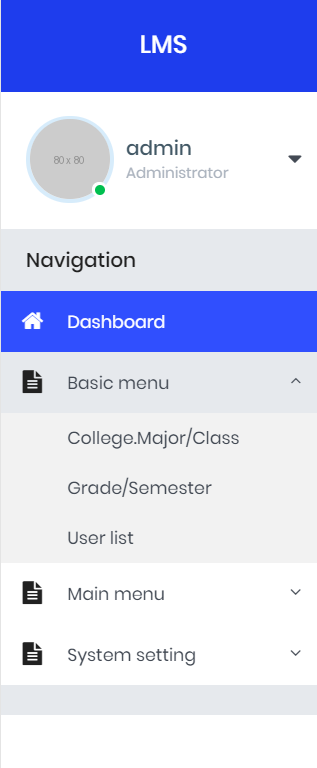 LMS
80 x 80
admin
Administrator
Navigation
Dashboard
Basic menu
College.Major/Class
Grade/Semester
User list
Main menu
System setting